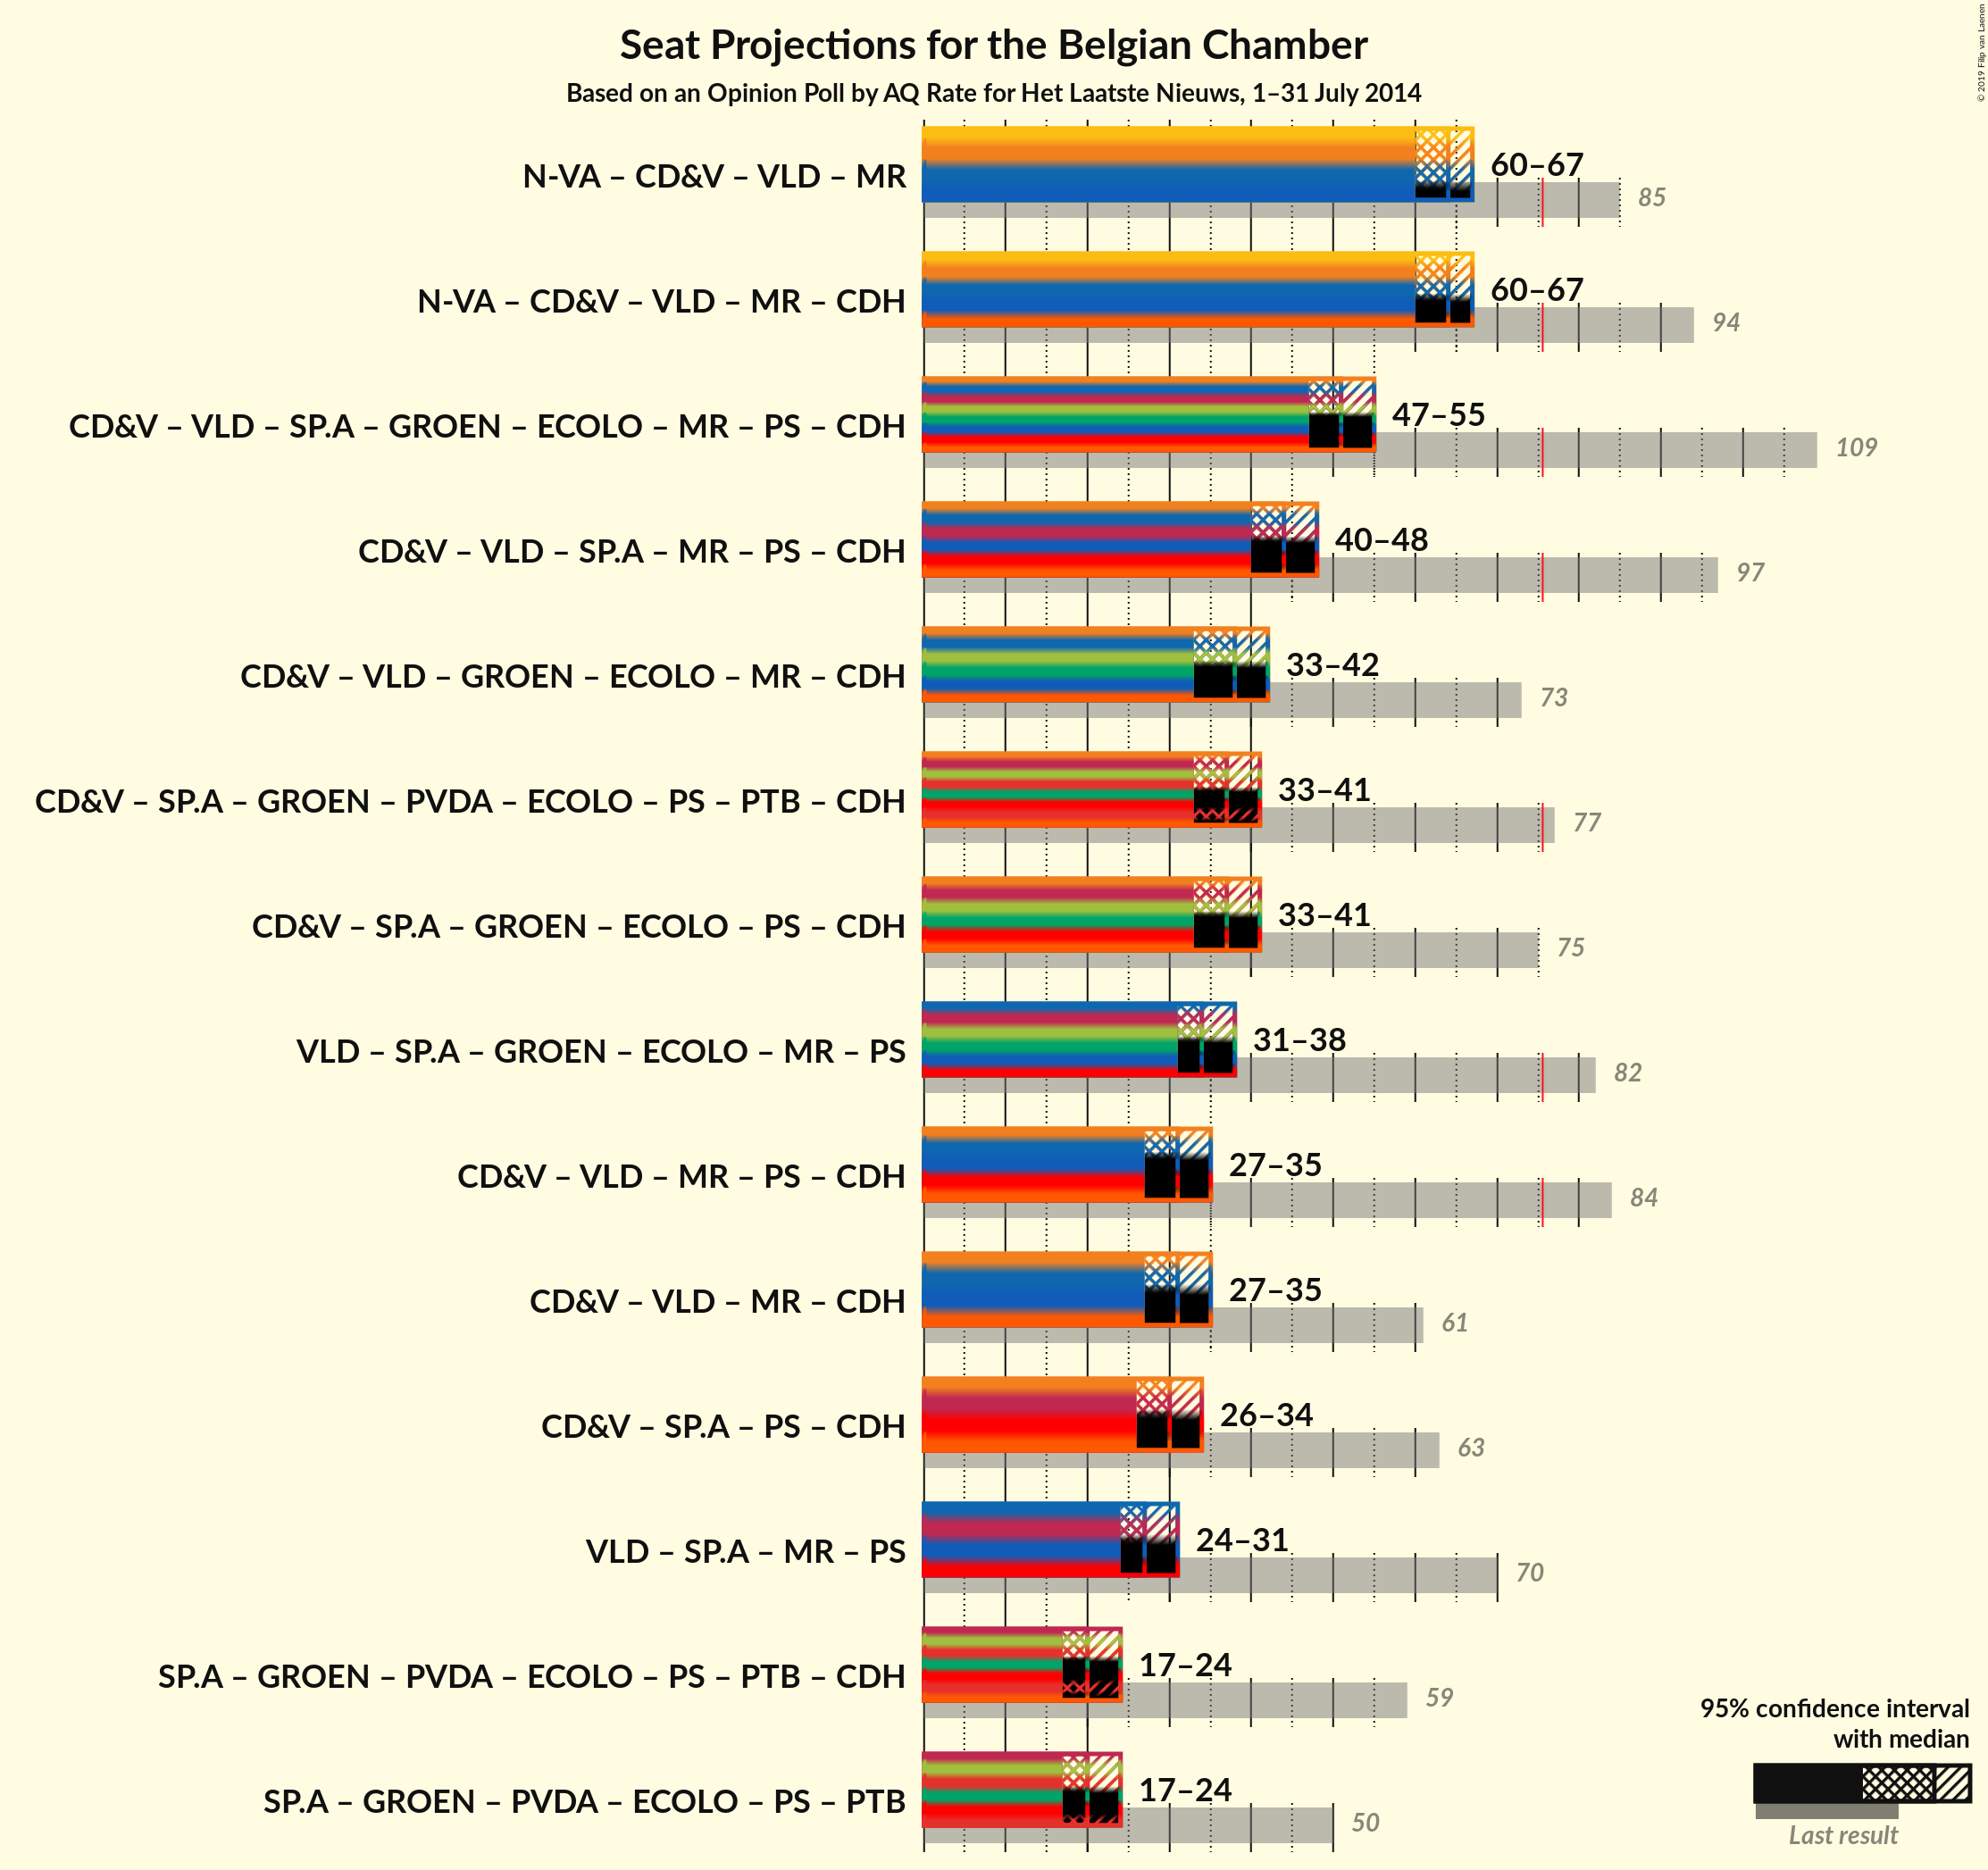 Seat Projections for the Belgian Chamber
Based on an Opinion Poll by AQ Rate for Het Laatste Nieuws, 1–31 July 2014
© 2019 Filip van Laenen
N-VA – CD&V – VLD – MR
60–67
85
N-VA – CD&V – VLD – MR – CDH
60–67
94
CD&V – VLD – SP.A – GROEN – ECOLO – MR – PS – CDH
47–55
109
CD&V – VLD – SP.A – MR – PS – CDH
40–48
97
CD&V – VLD – GROEN – ECOLO – MR – CDH
33–42
73
CD&V – SP.A – GROEN – PVDA – ECOLO – PS – PTB – CDH
33–41
77
CD&V – SP.A – GROEN – ECOLO – PS – CDH
33–41
75
VLD – SP.A – GROEN – ECOLO – MR – PS
31–38
82
CD&V – VLD – MR – PS – CDH
27–35
84
CD&V – VLD – MR – CDH
27–35
61
CD&V – SP.A – PS – CDH
26–34
63
VLD – SP.A – MR – PS
24–31
70
SP.A – GROEN – PVDA – ECOLO – PS – PTB – CDH
17–24
59
SP.A – GROEN – PVDA – ECOLO – PS – PTB
17–24
50
95% confidence interval
with median
Last result